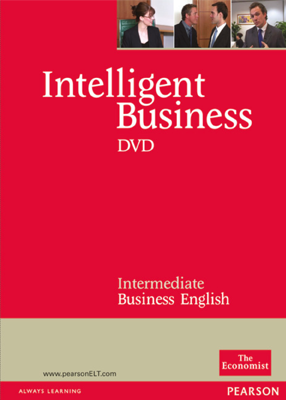 Intelligent
Business
DVD
Intermediate
Business English
www.pearsonELT.com
The
Economist
ALWAYS LEARNING
PEARSON